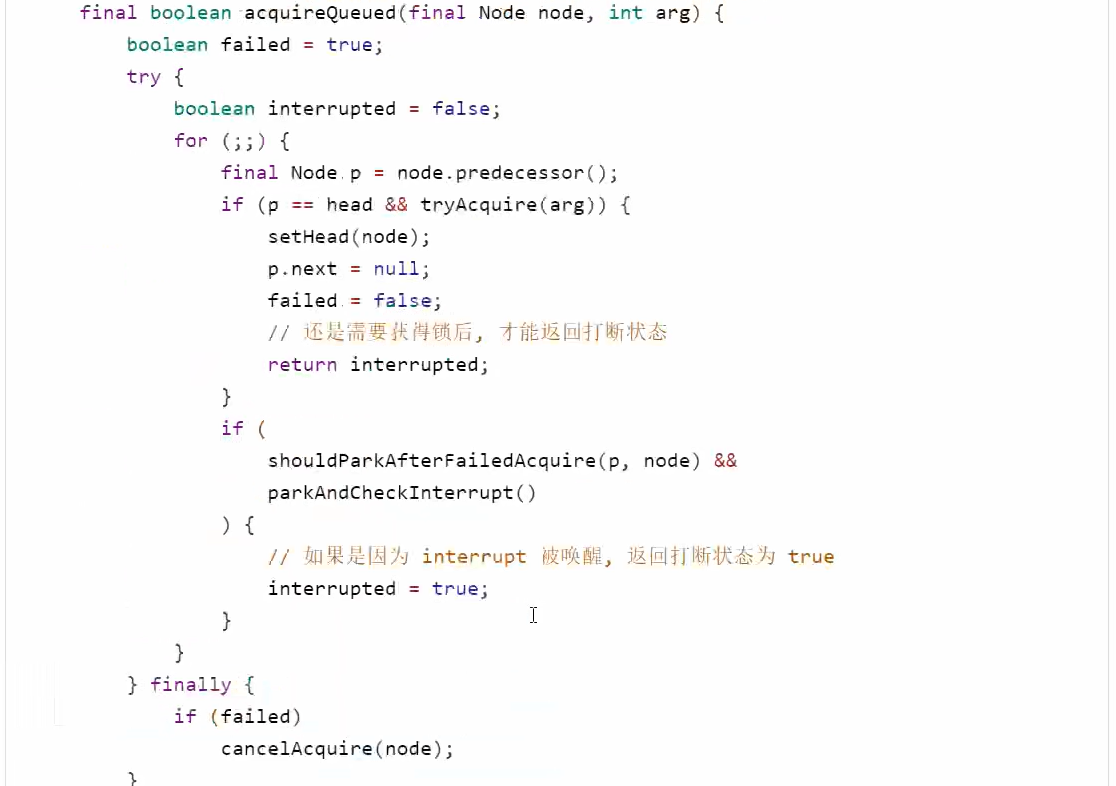 final boolean acquireQueued(final Node node, int arg) {
    boolean failed = true;
    try {
        boolean interrupted = false;
        for (;;) {
            final Node p = node.predecessor();
            if (p == head && tryAcquire(arg)) {
                setHead(node);
                p.next = null;
                failed = false;
                // 还是需要获得锁后, 才能返回打断状态
                return interrupted;
            }
            if (
                shouldParkAfterFailedAcquire(p, node) &&
                parkAndCheckInterrupt()
            ) {
                // 如果是因为 interrupt 被唤醒, 返回打断状态为 true
                interrupted = true;
            }
        }
    } finally {
        if (failed)
            cancelAcquire(node);
    }